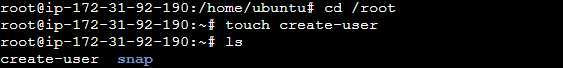 root@ip-172-31-92-190:/home/ubuntu# cd /root
root@ip-172-31-92-190:~# touch create-user
root@ip-172-31-92-190:~# ls
create-user  snap